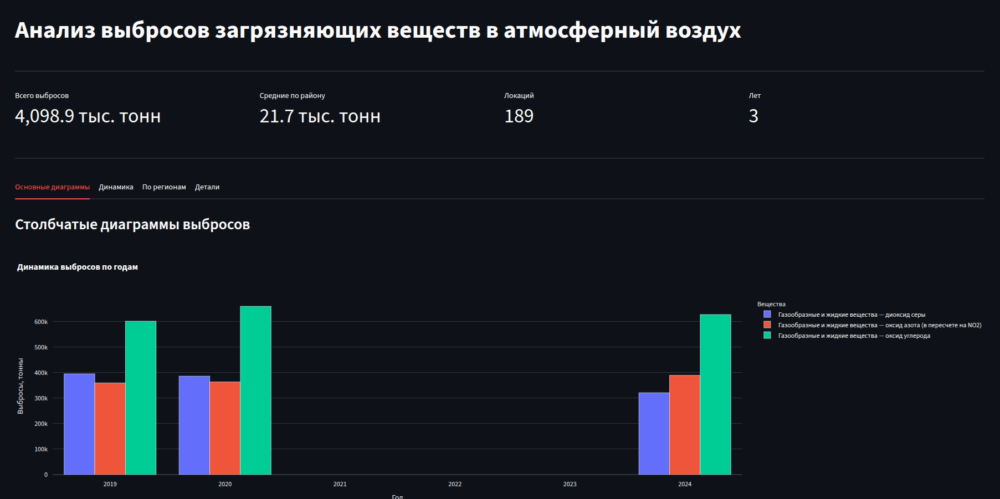 Анализ выбросов загрязняющих веществ в атмосферный воздух
Всего выбросов
4,098.9 тыс. тонн
Средние по району
21.7 тыс. тонн
Локаций
189
Лет
3
Основные диаграммы Динамика По регионам Детали
Столбчатые диаграммы выбросов
Динамика выбросов по годам
Вещества
Газообразные и жидкие вещества — диоксид серы
Газообразные и жидкие вещества — оксид азота (в пересчете на NO2)
Газообразные и жидкие вещества — оксид углерода
Выбросы, тонны
600k
500k
400k
300k
200k
100k
0
2019 2020 2021 2022 2023 2024
Год